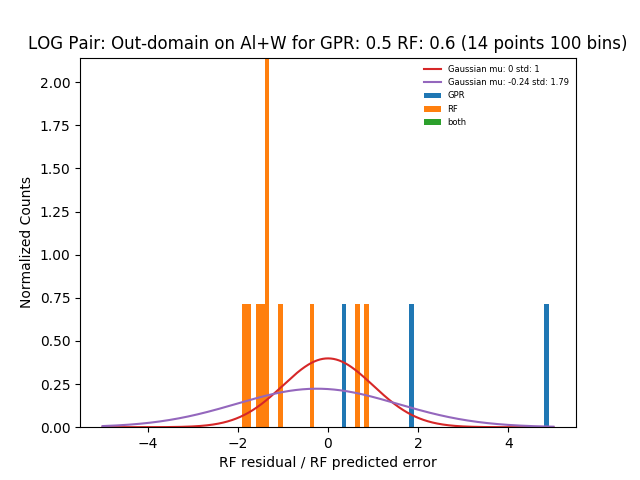 LOG Pair: Out-domain on Al+W for GPR: 0.5 RF: 0.6 (14 points 100 bins)
Gaussian mu: 0 std: 1
Gaussian mu: -0.24 std: 1.79
GPR
RF
both
Normalized Counts
2.00
1.75
1.50
1.25
1.00
0.75
0.50
0.25
0.00
−4
−2
0
2
4
RF residual / RF predicted error